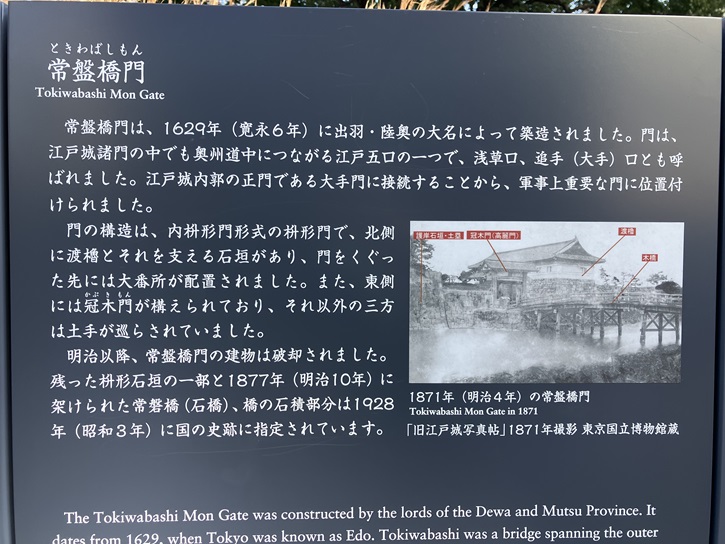 ときわばしもん
常盤橋門
Tokiwabashi Mon Gate
常盤橋門は、1629年（寛永６年）に出羽・陸奥の大名によって築造されました。門は、
江戸城諸門の中でも奥州道中につながる江戸五口の一つで、浅草口、追手（大手）口とも呼
ばれました。江戸城内郭の正門である大手門に接続することから、軍事上重要な門に位置付
けられました。
門の構造は、内枡形門形式の枡形門で、北側
に渡櫓とそれを支える石垣があり、門をくぐっ
た先には大番所が配置されました。また、東側
かぶきもん
には冠木門が構えられており、それ以外の三方
は土手が巡らされていました。
明治以降、常盤橋門の建物は破却されました。
残った枡形石垣の一部と1877年（明治10年）に
架けられた常磐橋（石橋）、橋の石積部分は1928
年（昭和３年）に国の史跡に指定されています。
護岸石垣・土塁
冠木門（高麗門）
渡櫓
木橋
1871年（明治４年）の常盤橋門
Tokiwabashi Mon Gate in 1871
「旧江戸城写真帖」1871年撮影 東京国立博物館蔵
The Tokiwabashi Mon Gate was constructed by the lords of the Dewa and Mutsu Province. It
dates from 1629, when Tokyo was known as Edo. Tokiwabashi was a bridge spanning the outer